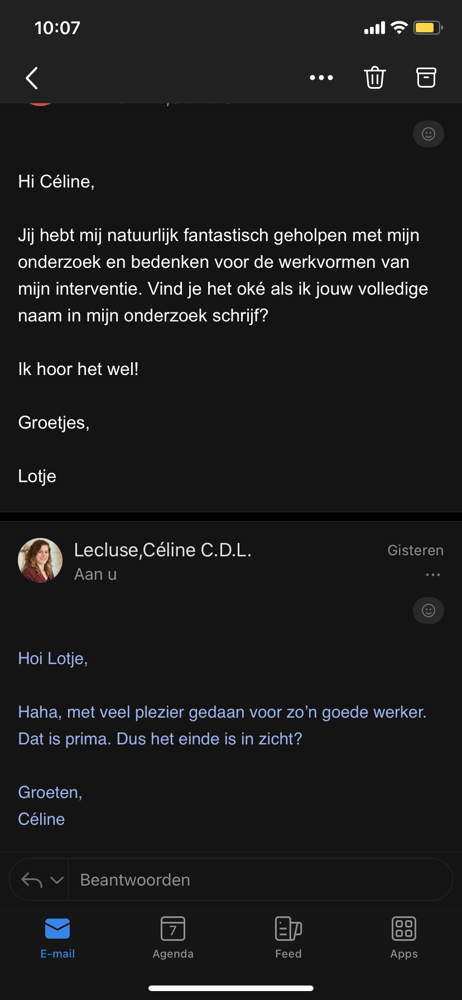 10:07
Hi Céline,
Jij hebt mij natuurlijk fantastisch geholpen met mijn
onderzoek en bedenken voor de werkvormen van
mijn interventie. Vind je het oké als ik jouw volledige
naam in mijn onderzoek schrijf?
Ik hoor het wel!
Groetjes,
Lotje
Lecluse,Céline C.D.L.
Gisteren
Aan u
Hoi Lotje,
Haha, met veel plezier gedaan voor zo’n goede werker.
Dat is prima. Dus het einde is in zicht?
Groeten,
Céline
Beantwoorden
7
E-mail
Agenda
Feed
Apps